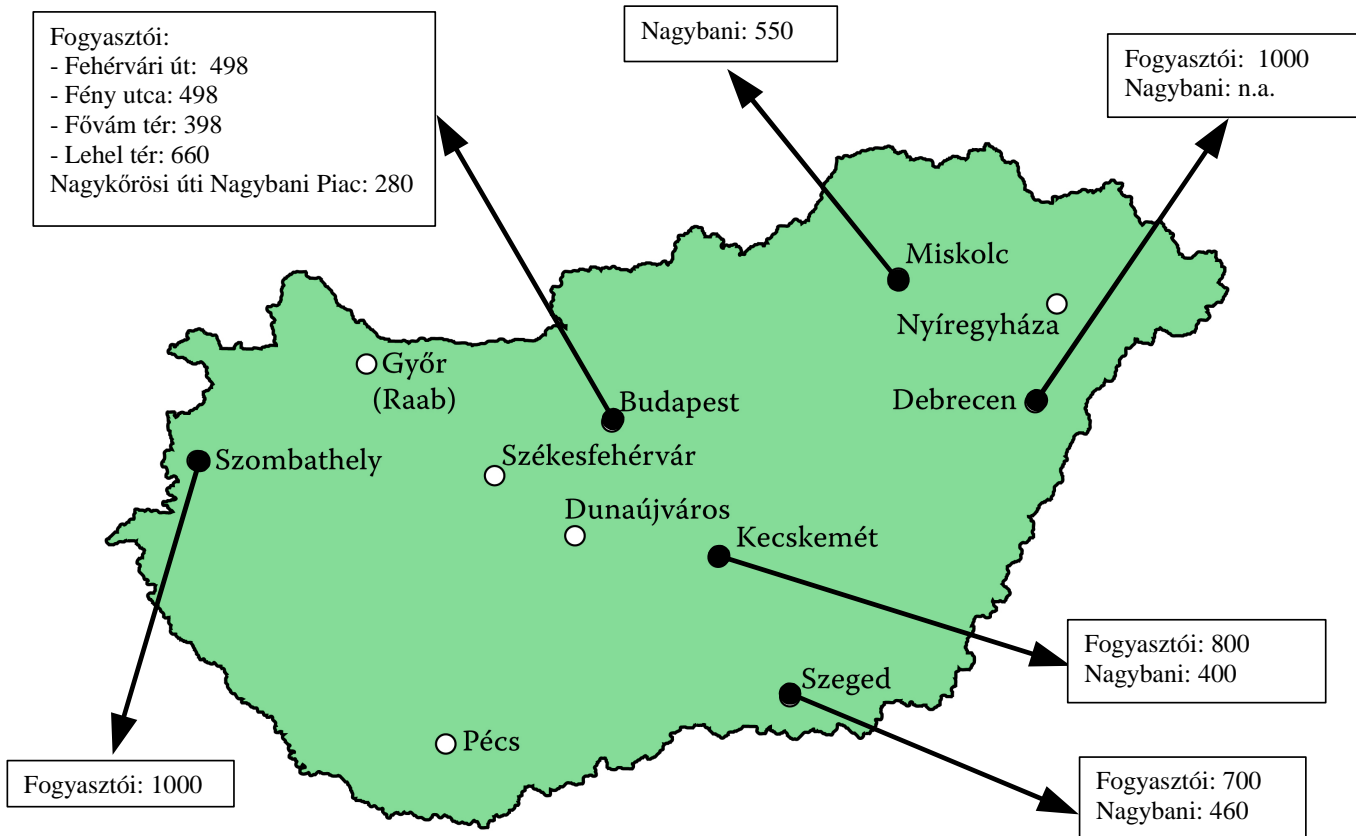 Fogyasztói:
- Fehérvári út: 498
- Fény utca: 498
- Fővám tér: 398
- Lehel tér: 660
Nagykőrösi úti Nagybani Piac: 280
Nagybani: 550
Fogyasztói: 1000
Nagybani: n.a.
Miskolc
Nyíregyháza
Győr
(Raab)
Budapest
Debrecen
Szombathely
Székesfehérvár
Dunaújváros
Kecskemét
Fogyasztói: 800
Nagybani: 400
Szeged
Pécs
Fogyasztói: 1000
Fogyasztói: 700
Nagybani: 460